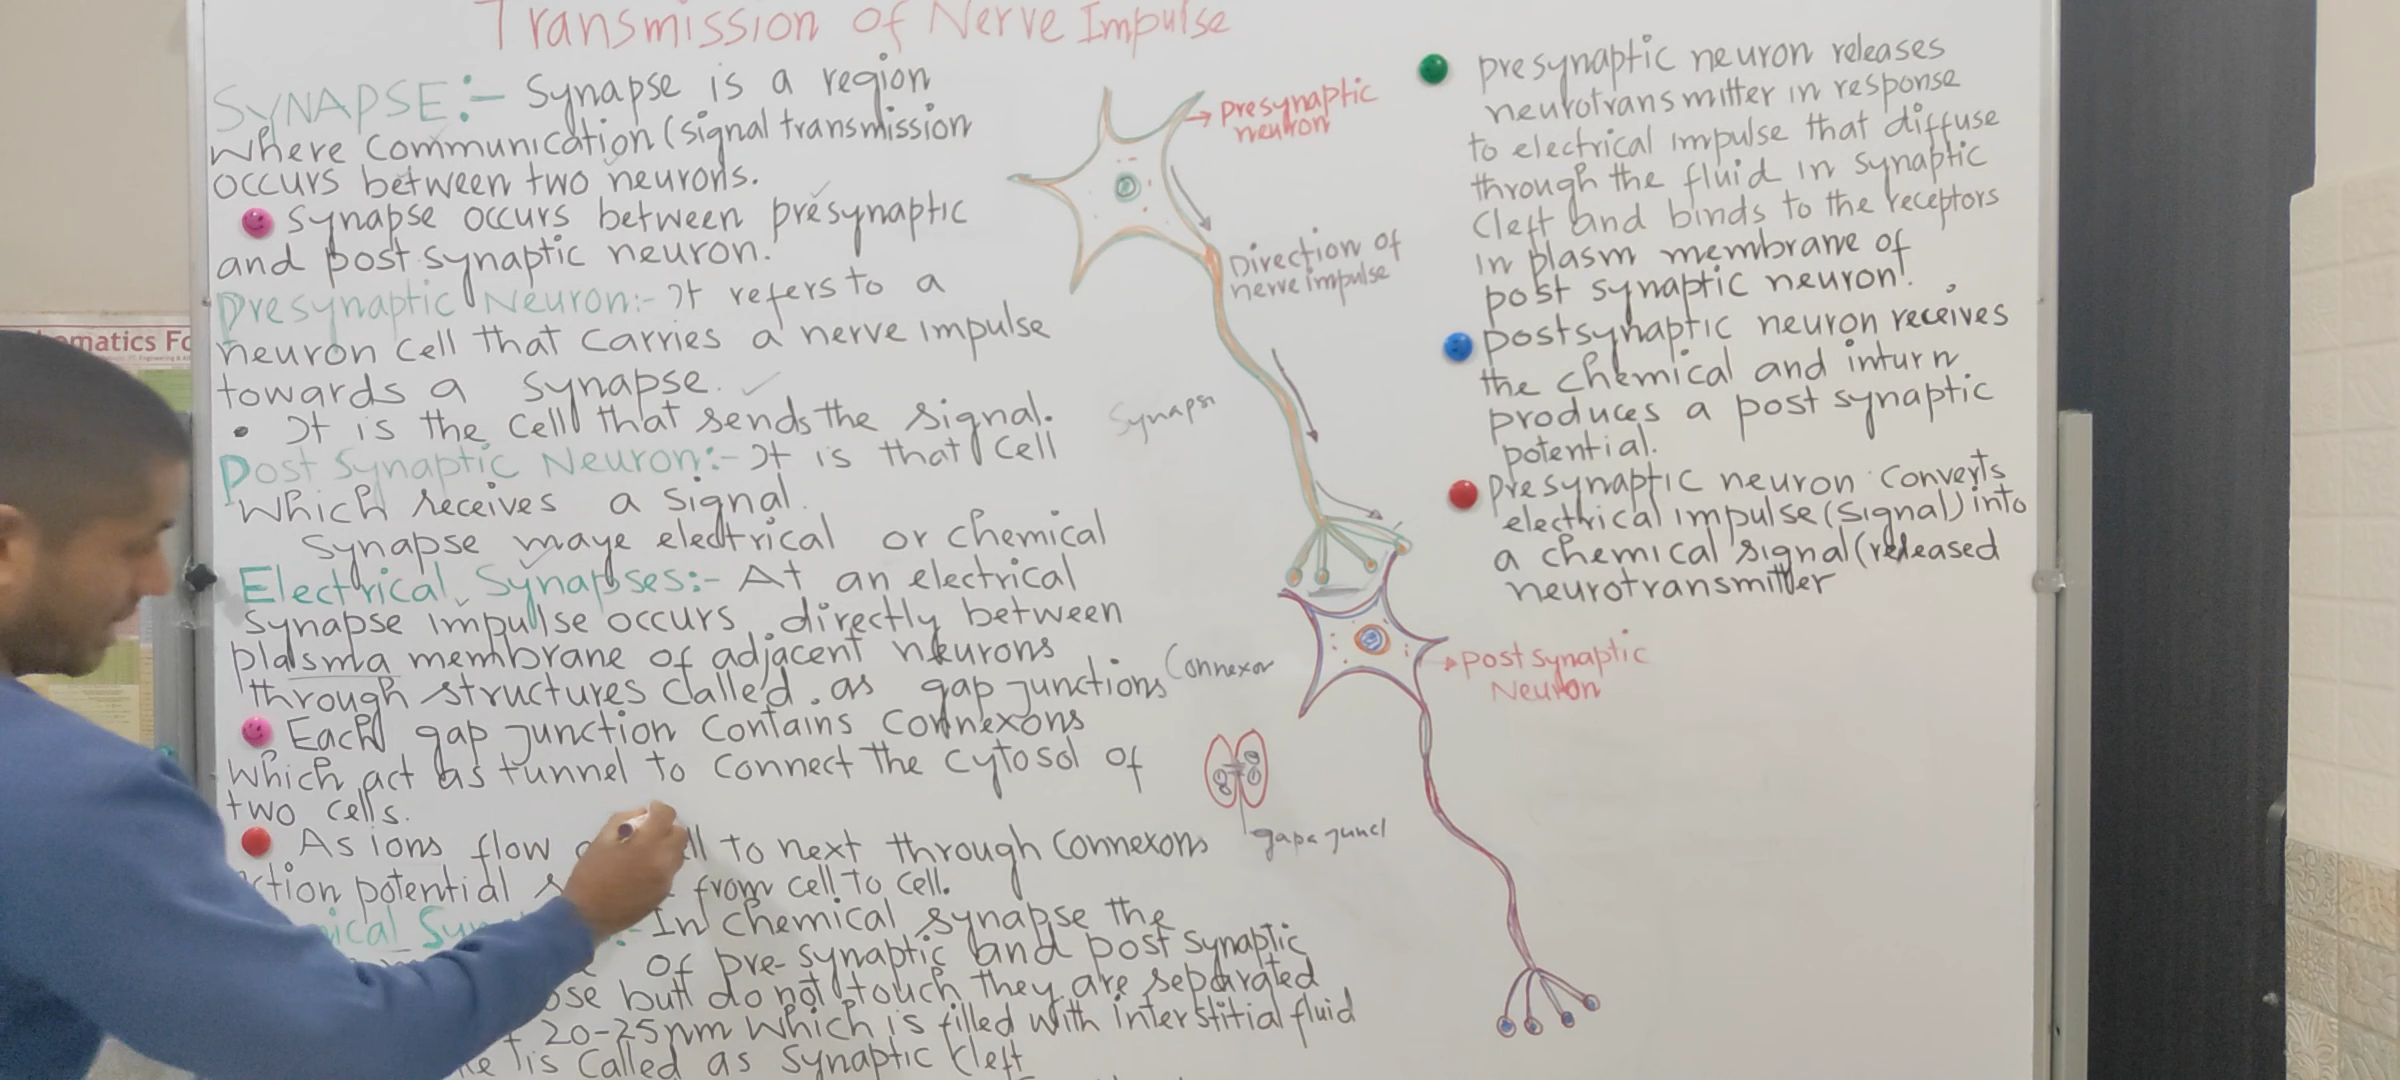 Transmission of Nerve Impulse
SYNAPSE:- Synapse is a region
where communication (signal transmission
occurs between two neurons.
synapse occurs between presynaptic
and post synaptic neuron.
Presynaptic Neuron:- It refers to a
neuron cell that carries a nerve impulse
towards a synapse.
• It is the cell that sends the signal.
Post Synaptic Neuron:- It is that cell
which receives a signal.
Synapse maye electrical or chemical
Electrical Synapses:- At an electrical
synapse impulse occurs directly between
plasma membrane of adjacent neurons
through structures called as gap junctions
Each gap junction contains connexons
which act as tunnel to connect the cytosol of
two cells.
As ions flow to next through connexons
potential from cell to cell.
In chemical synapse the
of pre-synaptic and post synaptic
but do not touch they are separated
20-25nm which is filled with interstitial fluid
is called as synaptic cleft
presynaptic
neuron
Direction of
nerve impulse
Synaps
Connexon
post synaptic
Neuron
gape junct
presynaptic neuron releases
neurotransmitter in response
to electrical impulse that diffuse
through the fluid in synaptic
cleft and binds to the receptors
in plasm membrane of
post synaptic neuron.
postsynaptic neuron receives
the chemical and inturn
produces a post synaptic
potential.
presynaptic neuron converts
electrical impulse (signal) into
a chemical signal (released
neurotransmitter
ematics Fo